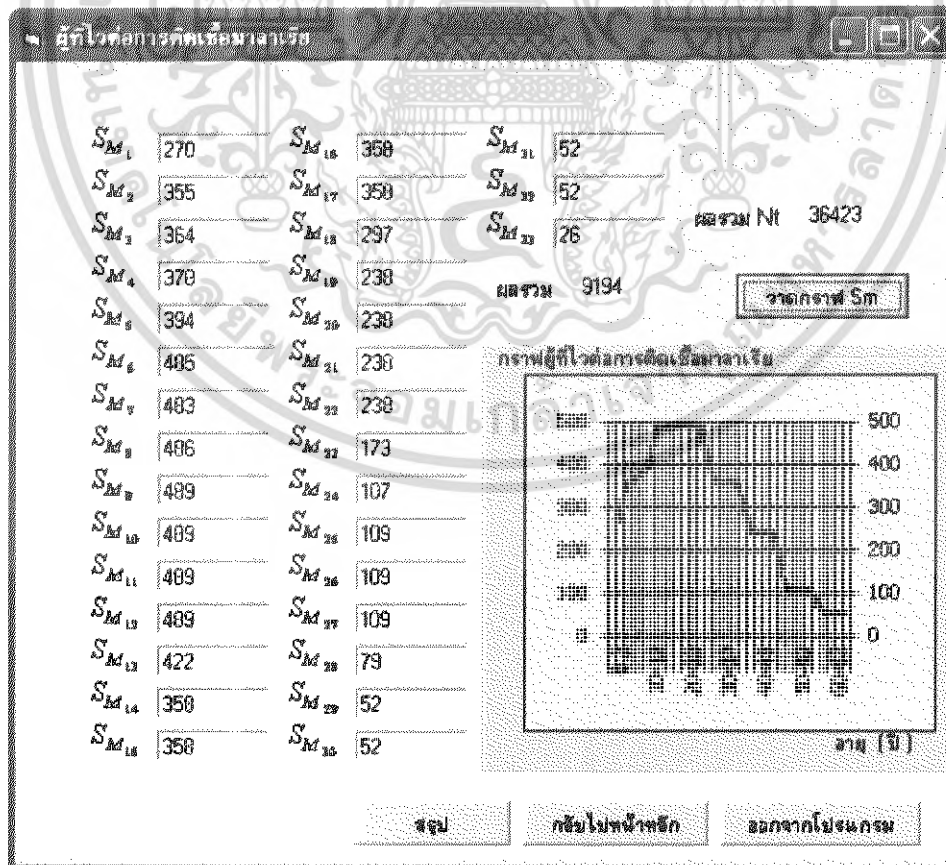 ผู้ที่ไวต่อการติดเชื้อมาลาเรีย
S_M1 270 S_M16 358 S_M31 52
S_M2 355 S_M17 358 S_M32 52
S_M3 364 S_M18 297 S_M33 26 ผลรวม Nt 36423
S_M4 378 S_M19 238 ผลรวม 9194 วาดกราฟ Sm
S_M5 394 S_M20 238
S_M6 485 S_M21 238
S_M7 483 S_M22 238
S_M8 486 S_M23 173
S_M9 489 S_M24 107
S_M10 489 S_M25 109
S_M11 489 S_M26 109
S_M12 489 S_M27 109
S_M13 422 S_M28 79
S_M14 358 S_M29 52
S_M15 358 S_M30 52
กราฟผู้ที่ไวต่อการติดเชื้อมาลาเรีย
500 500
400 400
300 300
200 200
100 100
0 0
อายุ (ปี)
สรุป กลับไปหน้าหลัก ออกจากโปรแกรม